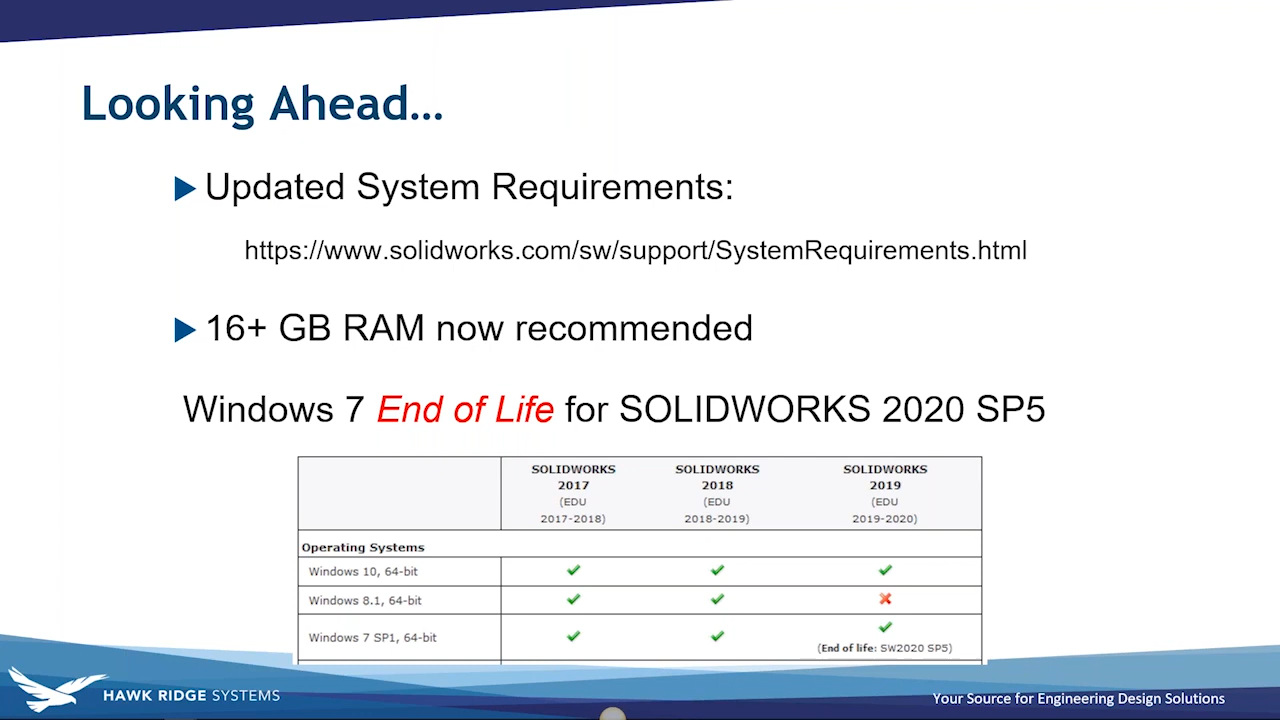 Looking Ahead...
Updated System Requirements:
https://www.solidworks.com/sw/support/SystemRequirements.html
16+ GB RAM now recommended
Windows 7 End of Life for SOLIDWORKS 2020 SP5
SOLIDWORKS 2017 (EDU 2017-2018)
SOLIDWORKS 2018 (EDU 2018-2019)
SOLIDWORKS 2019 (EDU 2019-2020)
Operating Systems
Windows 10, 64-bit
Windows 8.1, 64-bit
Windows 7 SP1, 64-bit
(End of life: SW2020 SP5)
HAWK RIDGE SYSTEMS
Your Source for Engineering Design Solutions